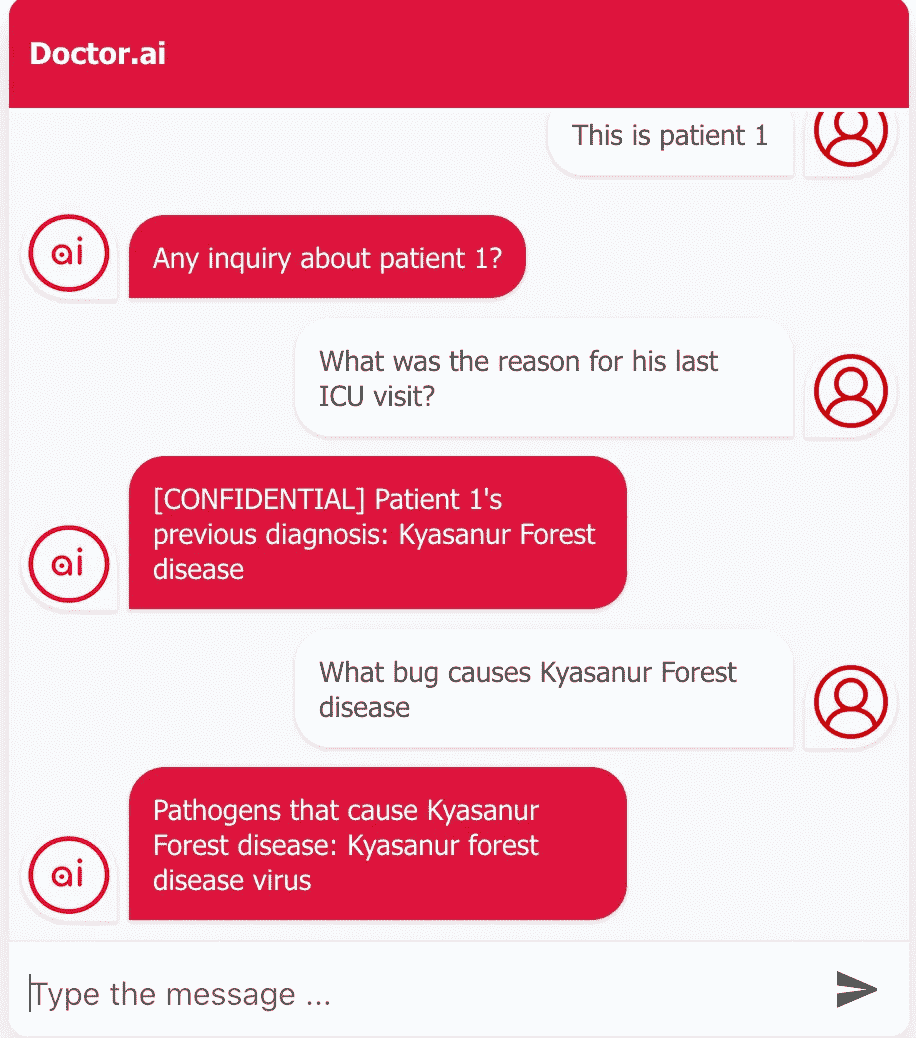 Doctor.ai
This is patient 1
ai
Any inquiry about patient 1?
What was the reason for his last
ICU visit?
[CONFIDENTIAL] Patient 1's
previous diagnosis: Kyasanur Forest
disease
ai
What bug causes Kyasanur Forest
disease
Pathogens that cause Kyasanur
Forest disease: Kyasanur forest
disease virus
ai
Type the message ...